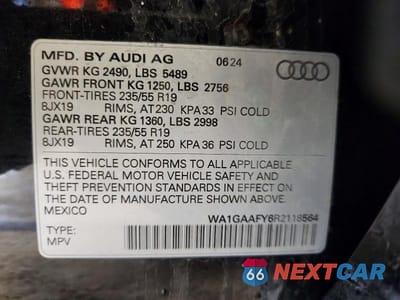 MFD. BY AUDI AG 06 24
GVWR KG 2490, LBS 5489
GAWR FRONT KG 1250, LBS 2756
FRONT-TIRES 235/55 R19
8JX19 RIMS, AT 230 KPA 33 PSI COLD
GAWR REAR KG 1360, LBS 2998
REAR-TIRES 235/55 R19
8JX19 RIMS, AT 250 KPA 36 PSI COLD
THIS VEHICLE CONFORMS TO ALL APPLICABLE
U.S. FEDERAL MOTOR VEHICLE SAFETY AND
THEFT PREVENTION STANDARDS IN EFFECT ON
THE DATE OF MANUFACTURE SHOWN ABOVE.
MEXICO
WA1GAAFY6R2118564
TYPE:
MPV
66 NEXTCAR